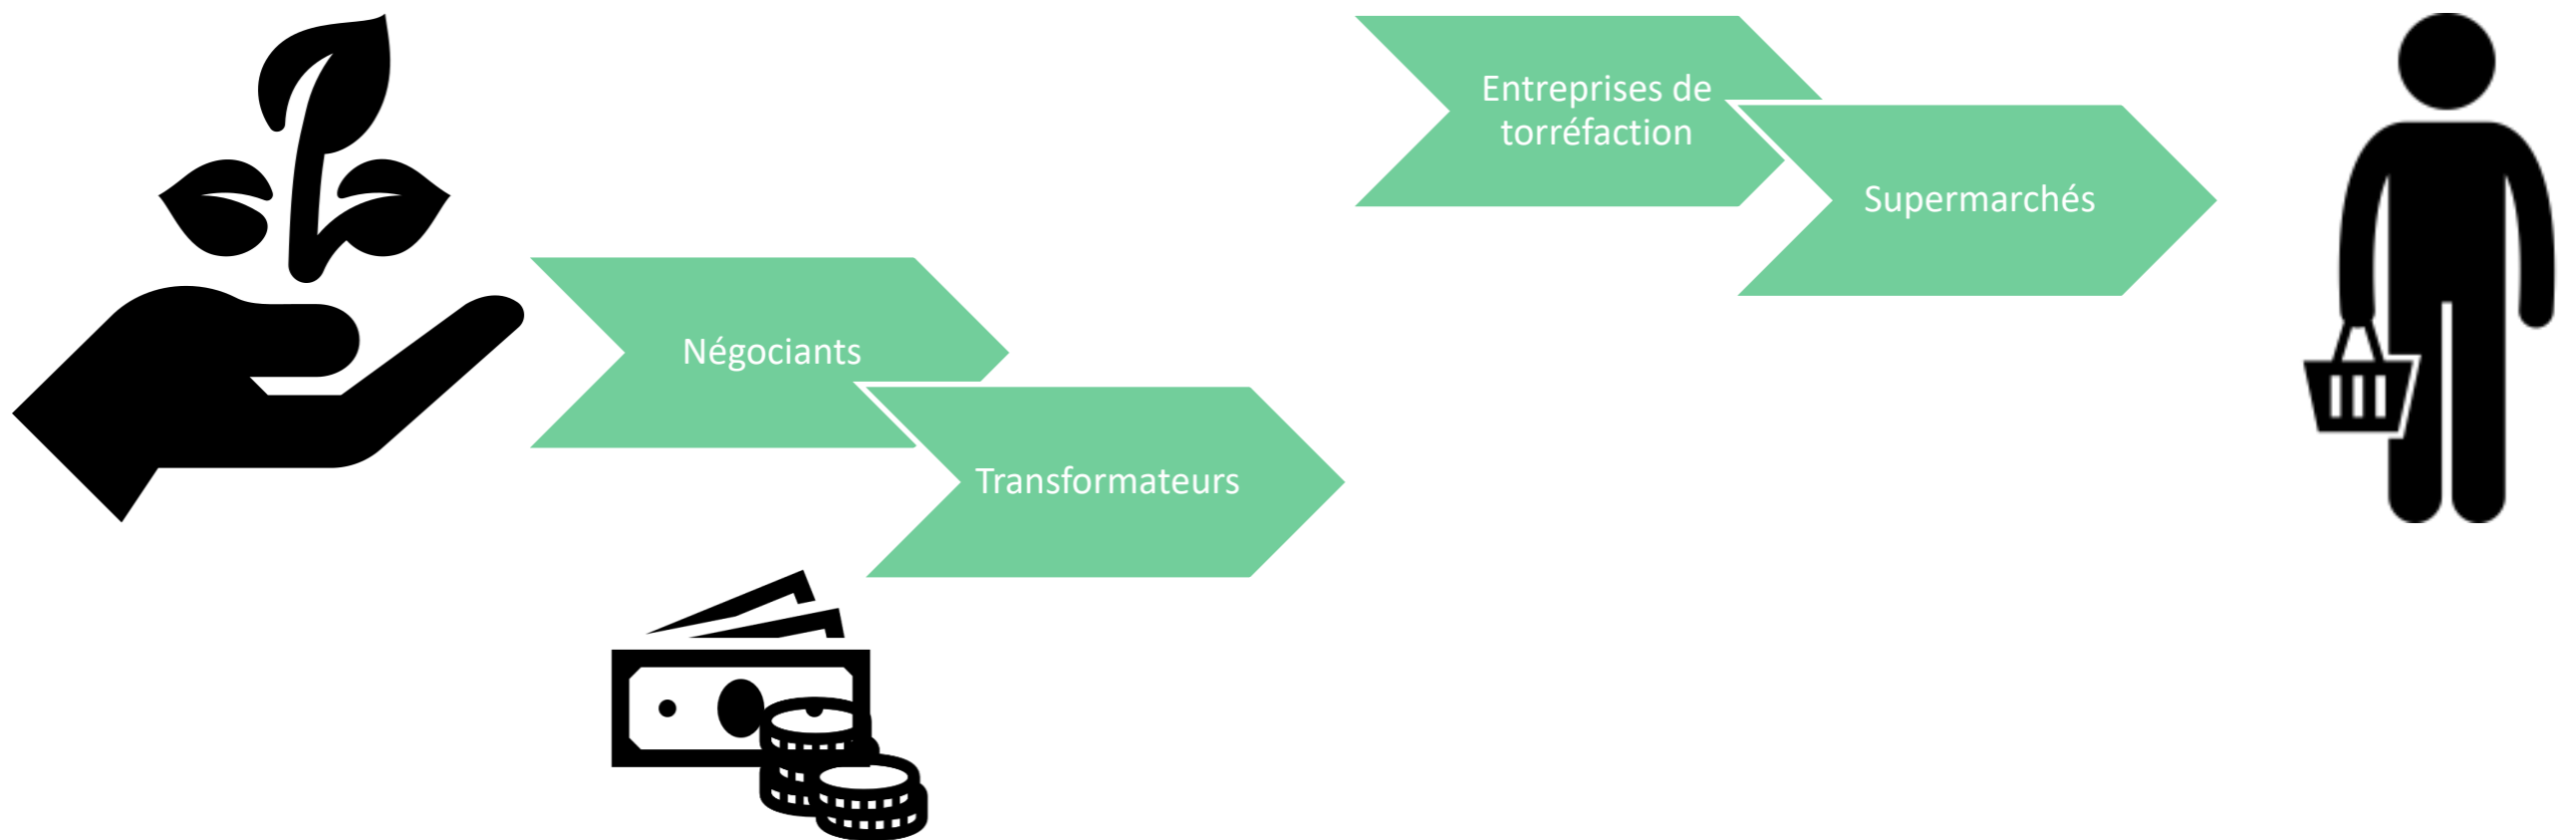 Négociants
Transformateurs
Entreprises de
torréfaction
Supermarchés